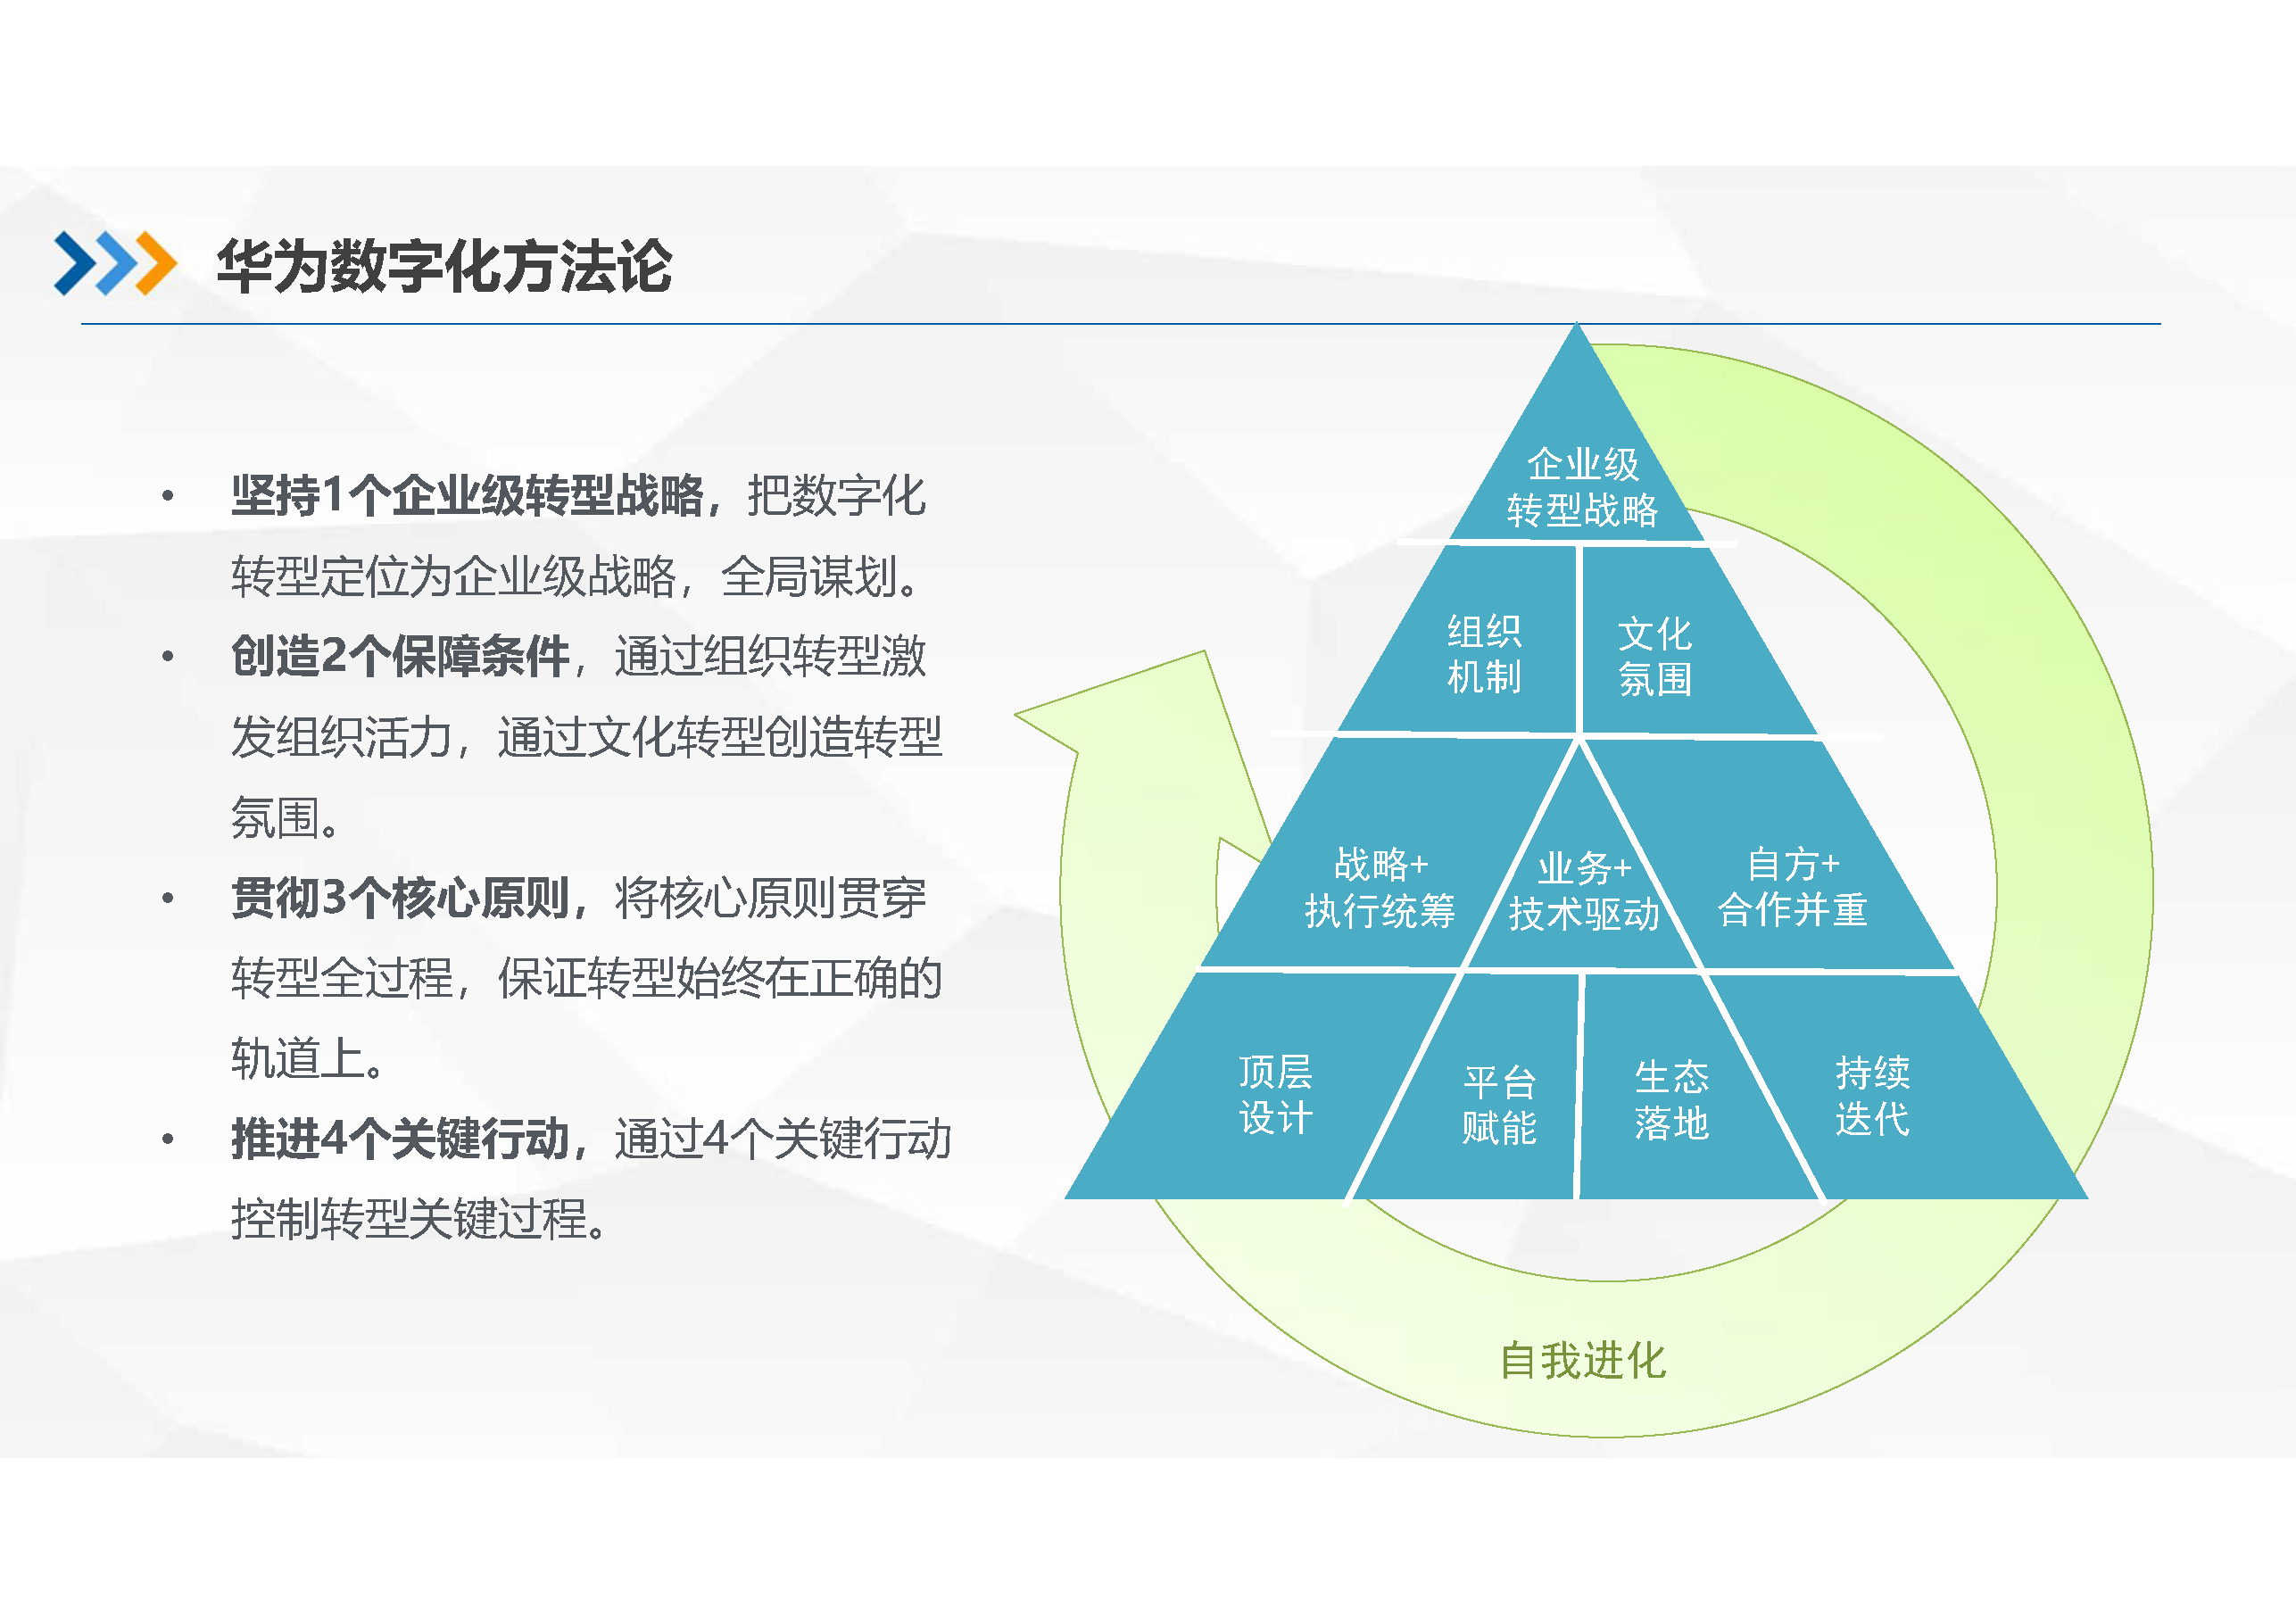 华为数字化方法论
• 坚持1个企业级转型战略，把数字化
转型定位为企业级战略，全局谋划。
• 创造2个保障条件，通过组织转型激
发组织活力，通过文化转型创造转型
氛围。
• 贯彻3个核心原则，将核心原则贯穿
转型全过程，保证转型始终在正确的
轨道上。
• 推进4个关键行动，通过4个关键行动
控制转型关键过程。
企业级
转型战略
组织
机制
文化
氛围
战略+
执行统筹
业务+
技术驱动
自方+
合作并重
顶层
设计
平台
赋能
生态
落地
持续
迭代
自我进化